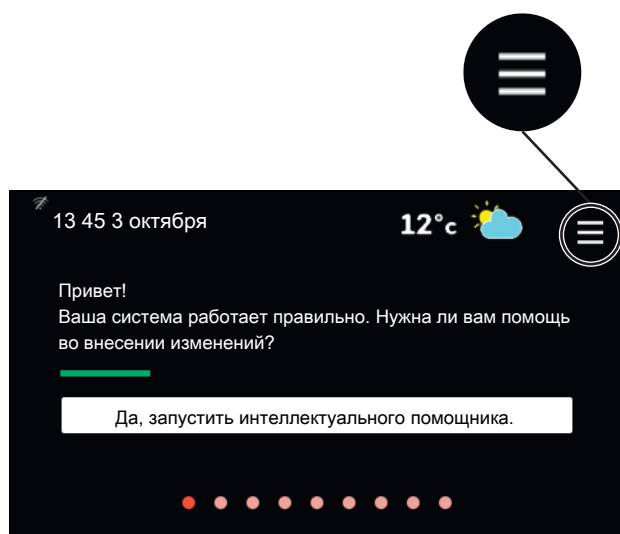 13 45 3 октября
12°c
Привет!
Ваша система работает правильно. Нужна ли вам помощь
во внесении изменений?
Да, запустить интеллектуального помощника.